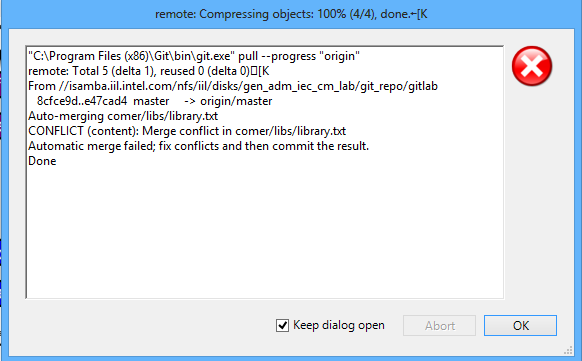 remote: Compressing objects: 100% (4/4), done.←[K
"C:\Program Files (x86)\Git\bin\git.exe" pull --progress "origin"
remote: Total 5 (delta 1), reused 0 (delta 0)▯[K
From //isamba.iil.intel.com/nfs/iil/disks/gen_adm_iec_cm_lab/git_repo/gitlab
8cfce9d..e47cad4 master -> origin/master
Auto-merging comer/libs/library.txt
CONFLICT (content): Merge conflict in comer/libs/library.txt
Automatic merge failed; fix conflicts and then commit the result.
Done
Keep dialog open
Abort
OK